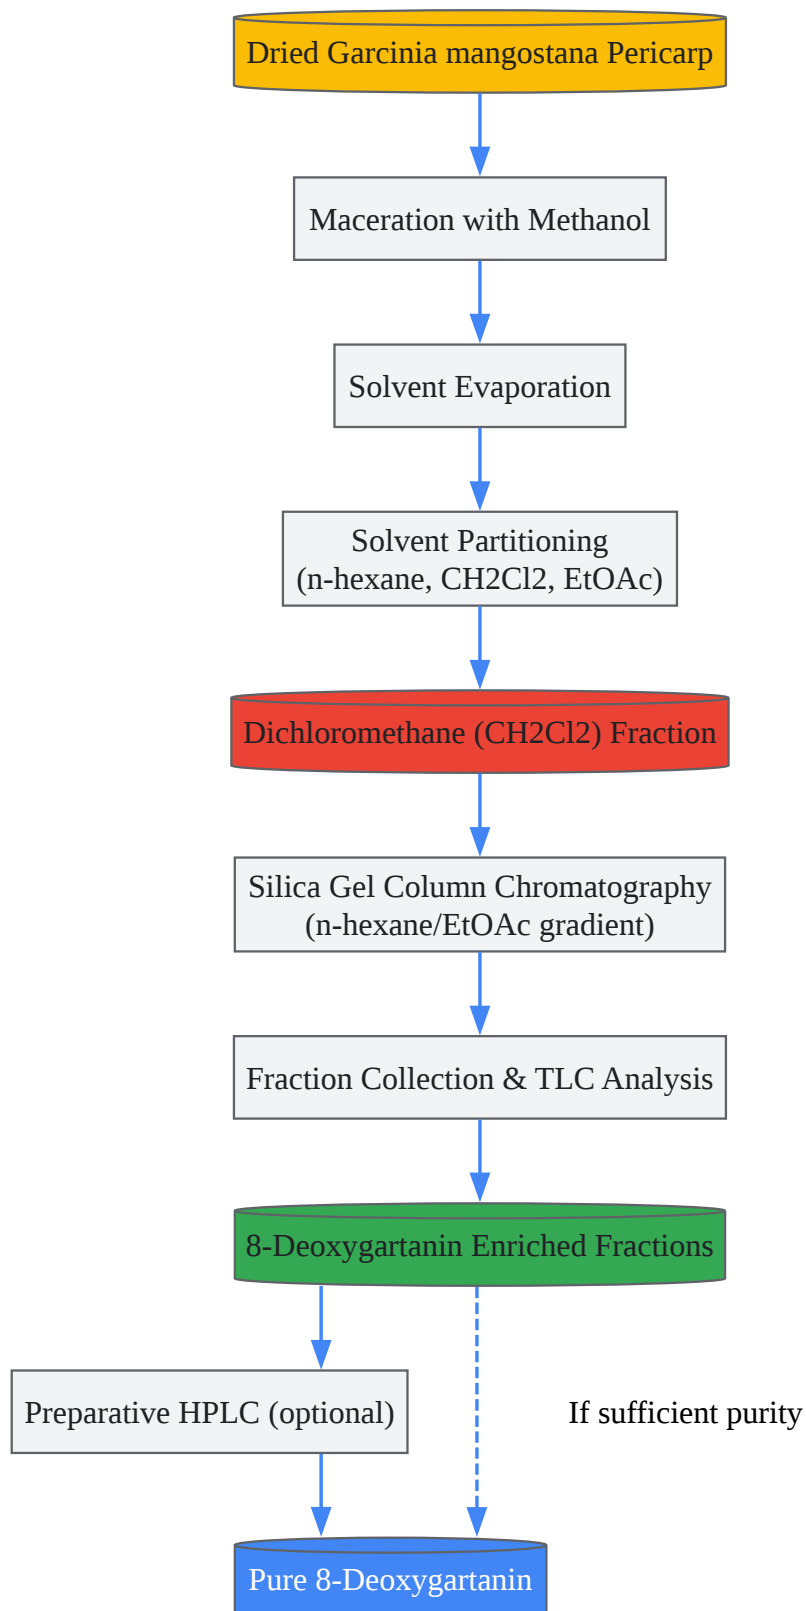 Dried Garcinia mangostana Pericarp
Maceration with Methanol
Solvent Evaporation
Solvent Partitioning
(n-hexane, CH2Cl2, EtOAc)
Dichloromethane (CH2Cl2) Fraction
Silica Gel Column Chromatography
(n-hexane/EtOAc gradient)
Fraction Collection & TLC Analysis
8-Deoxygartanin Enriched Fractions
Preparative HPLC (optional)
If sufficient purity
Pure 8-Deoxygartanin